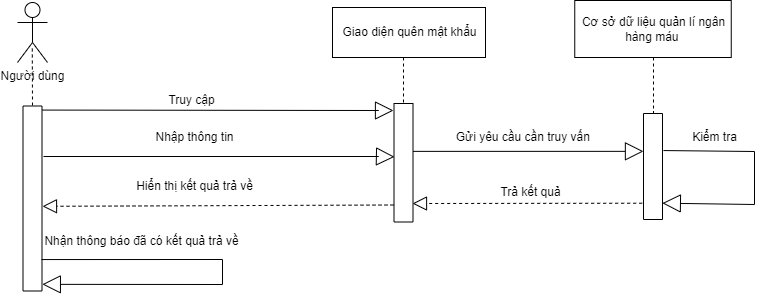 Giao diện quên mật khẩu
Cơ sở dữ liệu quản lí ngân
hàng máu
Người dùng
Truy cập
Nhập thông tin
Gửi yêu cầu cần truy vấn
Kiểm tra
Hiển thị kết quả trả về
Trả kết quả
Nhận thông báo đã có kết quả trả về